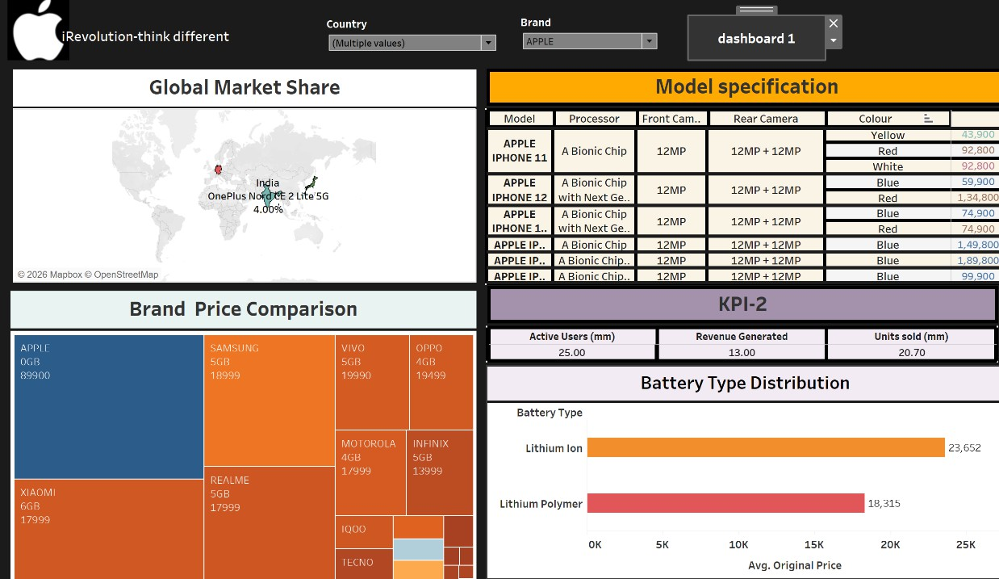 iRevolution-think different
Country
(Multiple values)
Brand
APPLE
dashboard 1
Global Market Share
India
OnePlus Nord CE 2 Lite 5G
4.00%
© 2026 Mapbox © OpenStreetMap
Model specification
Model Processor Front Cam.. Rear Camera Colour
APPLE IPHONE 11 A Bionic Chip 12MP 12MP + 12MP Yellow 43,900
Red 92,800
White 92,800
APPLE IPHONE 12 A Bionic Chip with Next Ge.. 12MP 12MP + 12MP Blue 59,900
Red 1,34,800
APPLE IPHONE 1.. A Bionic Chip with Next Ge.. 12MP 12MP + 12MP Blue 74,900
Red 74,900
APPLE IP.. A Bionic Chip 12MP 12MP + 12MP Blue 1,49,800
APPLE IP.. A Bionic Chip.. 12MP 12MP + 12MP Blue 1,89,800
APPLE IP.. A Bionic Chip.. 12MP 12MP + 12MP Blue 99,900
Brand Price Comparison
APPLE
0GB
89900
SAMSUNG
5GB
18999
VIVO
5GB
19990
OPPO
4GB
19499
MOTOROLA
4GB
17999
INFINIX
5GB
13999
XIAOMI
6GB
17999
REALME
5GB
17999
IQOO
TECNO
KPI-2
Active Users (mm) Revenue Generated Units sold (mm)
25.00 13.00 20.70
Battery Type Distribution
Battery Type
Lithium Ion 23,652
Lithium Polymer 18,315
0K 5K 10K 15K 20K 25K
Avg. Original Price